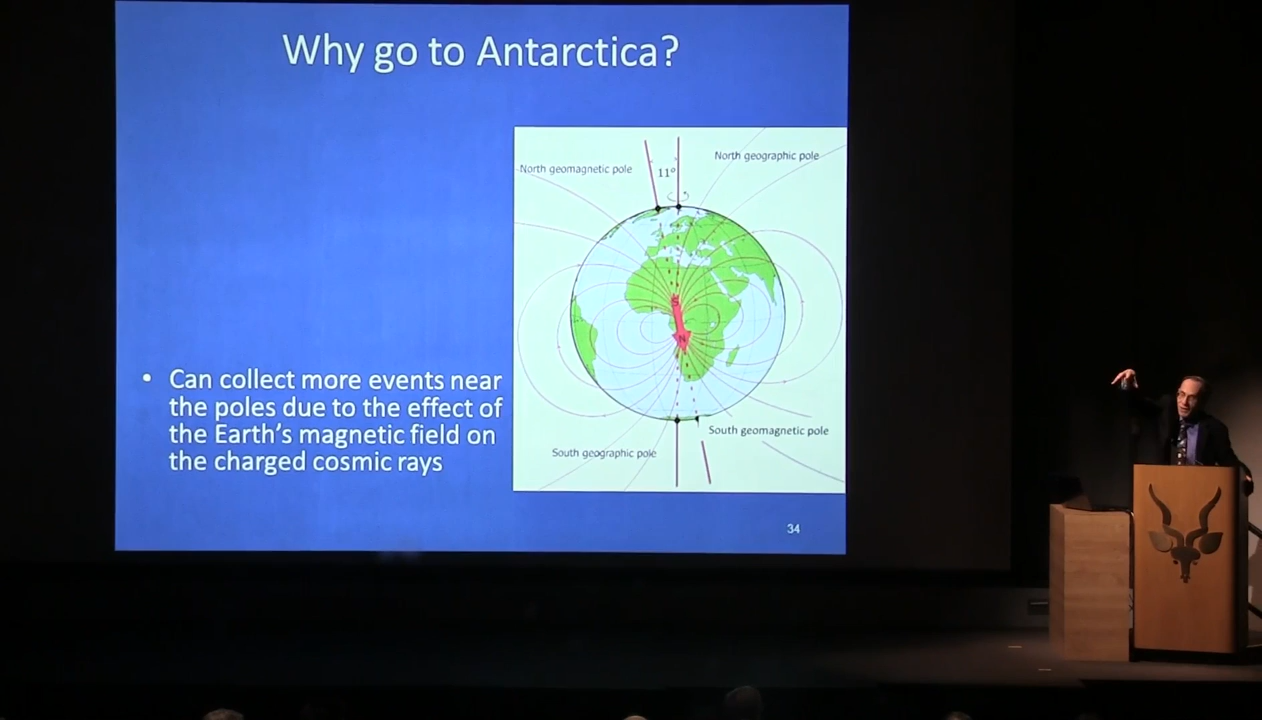 Why go to Antarctica?
North geomagnetic pole
11°
North geographic pole
S
N
• Can collect more events near
the poles due to the effect of
the Earth's magnetic field on
the charged cosmic rays
South geomagnetic pole
South geographic pole
34